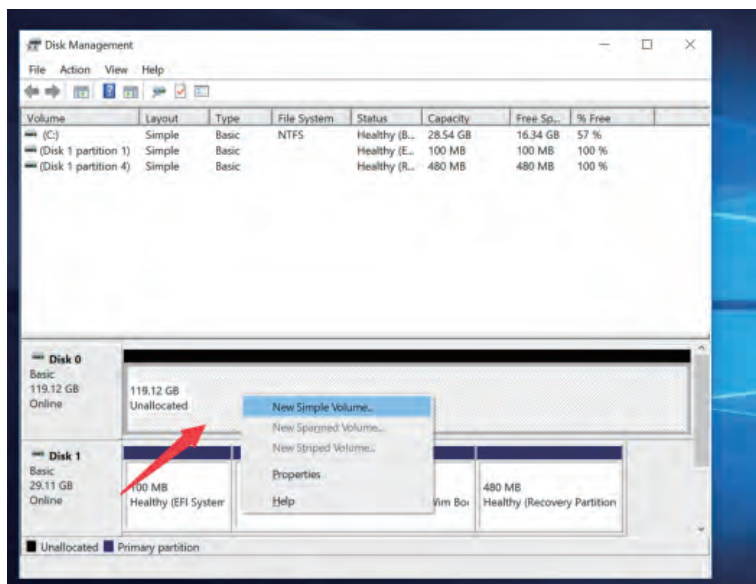 Disk Management
File Action View Help
Volume Layout Type File System Status Capacity Free Sp... % Free
(C:) Simple Basic NTFS Healthy (B... 28.54 GB 16.34 GB 57 %
(Disk 1 partition 1) Simple Basic Healthy (E... 100 MB 100 MB 100 %
(Disk 1 partition 4) Simple Basic Healthy (R... 480 MB 480 MB 100 %
Disk 0
Basic
119.12 GB
Online
119.12 GB
Unallocated
New Simple Volume...
New Spanned Volume...
New Striped Volume...
Properties
Help
Disk 1
Basic
29.11 GB
Online
100 MB
Healthy (EFI System
Wim Boo
480 MB
Healthy (Recovery Partition
Unallocated Primary partition